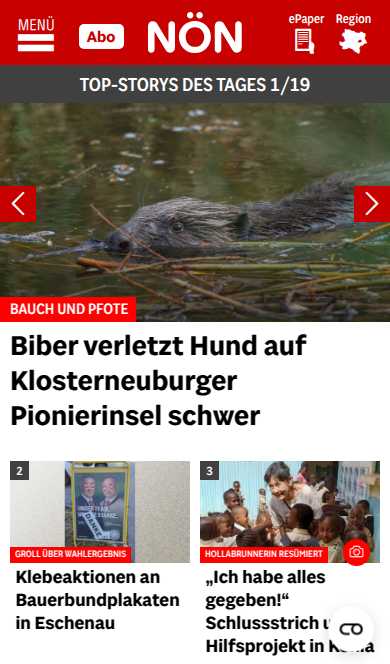 MENÜ
Abo
NÖN
ePaper
Region
TOP-STORYS DES TAGES 1/19
BAUCH UND PFOTE
Biber verletzt Hund auf
Klosterneuburger
Pionierinsel schwer
2
GROLL ÜBER WAHLERGEBNIS
Klebeaktionen an
Bauerbundplakaten
in Eschenau
3
HOLLABRUNNERIN RESÜMIERT
„Ich habe alles
gegeben!“
Schlussstrich
Hilfsprojekt in